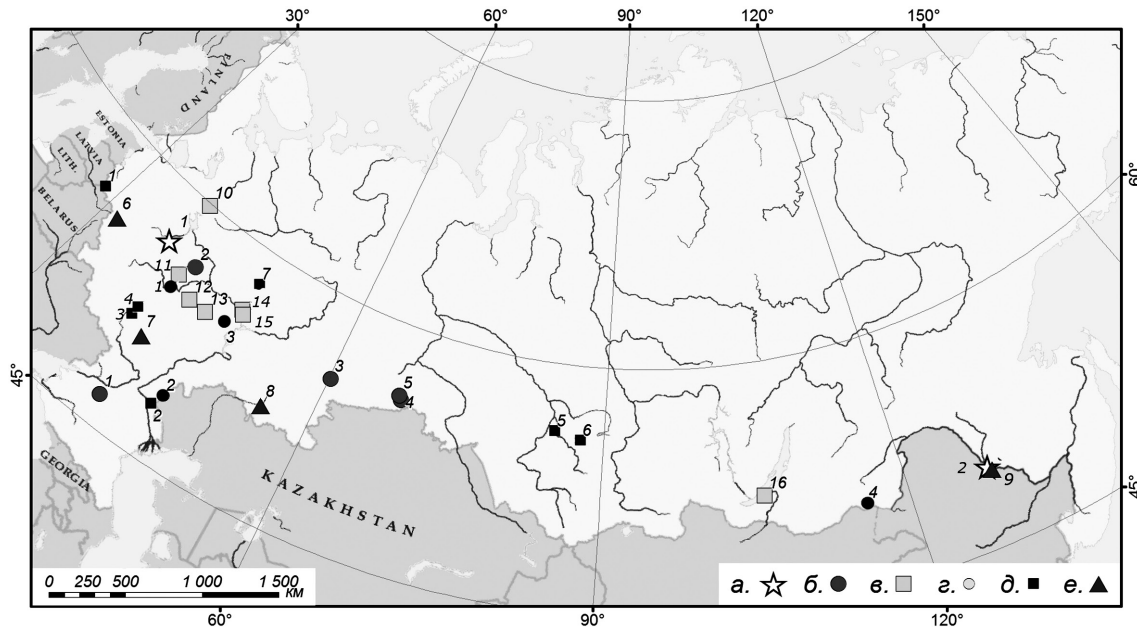 30° 60° 90° 120° 150°
FINLAND
ESTONIA
LATVIA
LITH.
BELARUS
60°
1
6
10
1
2
11
1
12
7
13
14
4
3
7
3
15
45°
1
2
2
8
3
5
4
5
6
16
4
2
9
45°
GEORGIA
KAZAKHSTAN
0 250 500 1 000 1 500
КМ
а. б. в. г. д. е.
60° 90° 120°